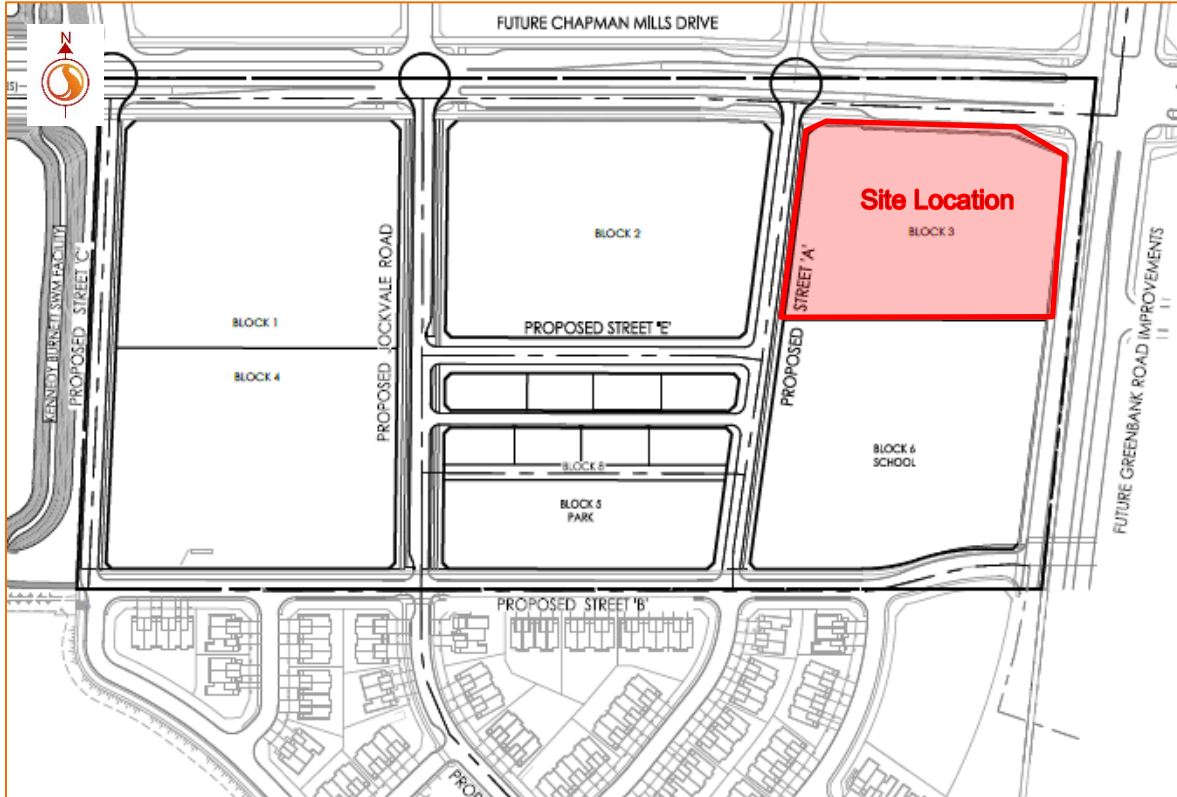 FUTURE CHAPMAN MILLS DRIVE
N
Site Location
BLOCK 3
BLOCK 2
STREET 'A'
PROPOSED
KENNEDY BURNETT SWM FACILITY
PROPOSED STREET 'C'
PROPOSED JOCKVALE ROAD
BLOCK 1
PROPOSED STREET 'E'
BLOCK 4
FUTURE GREENBANK ROAD IMPROVEMENTS
BLOCK 6
SCHOOL
BLOCK 8
BLOCK 5
PARK
PROPOSED STREET 'B'